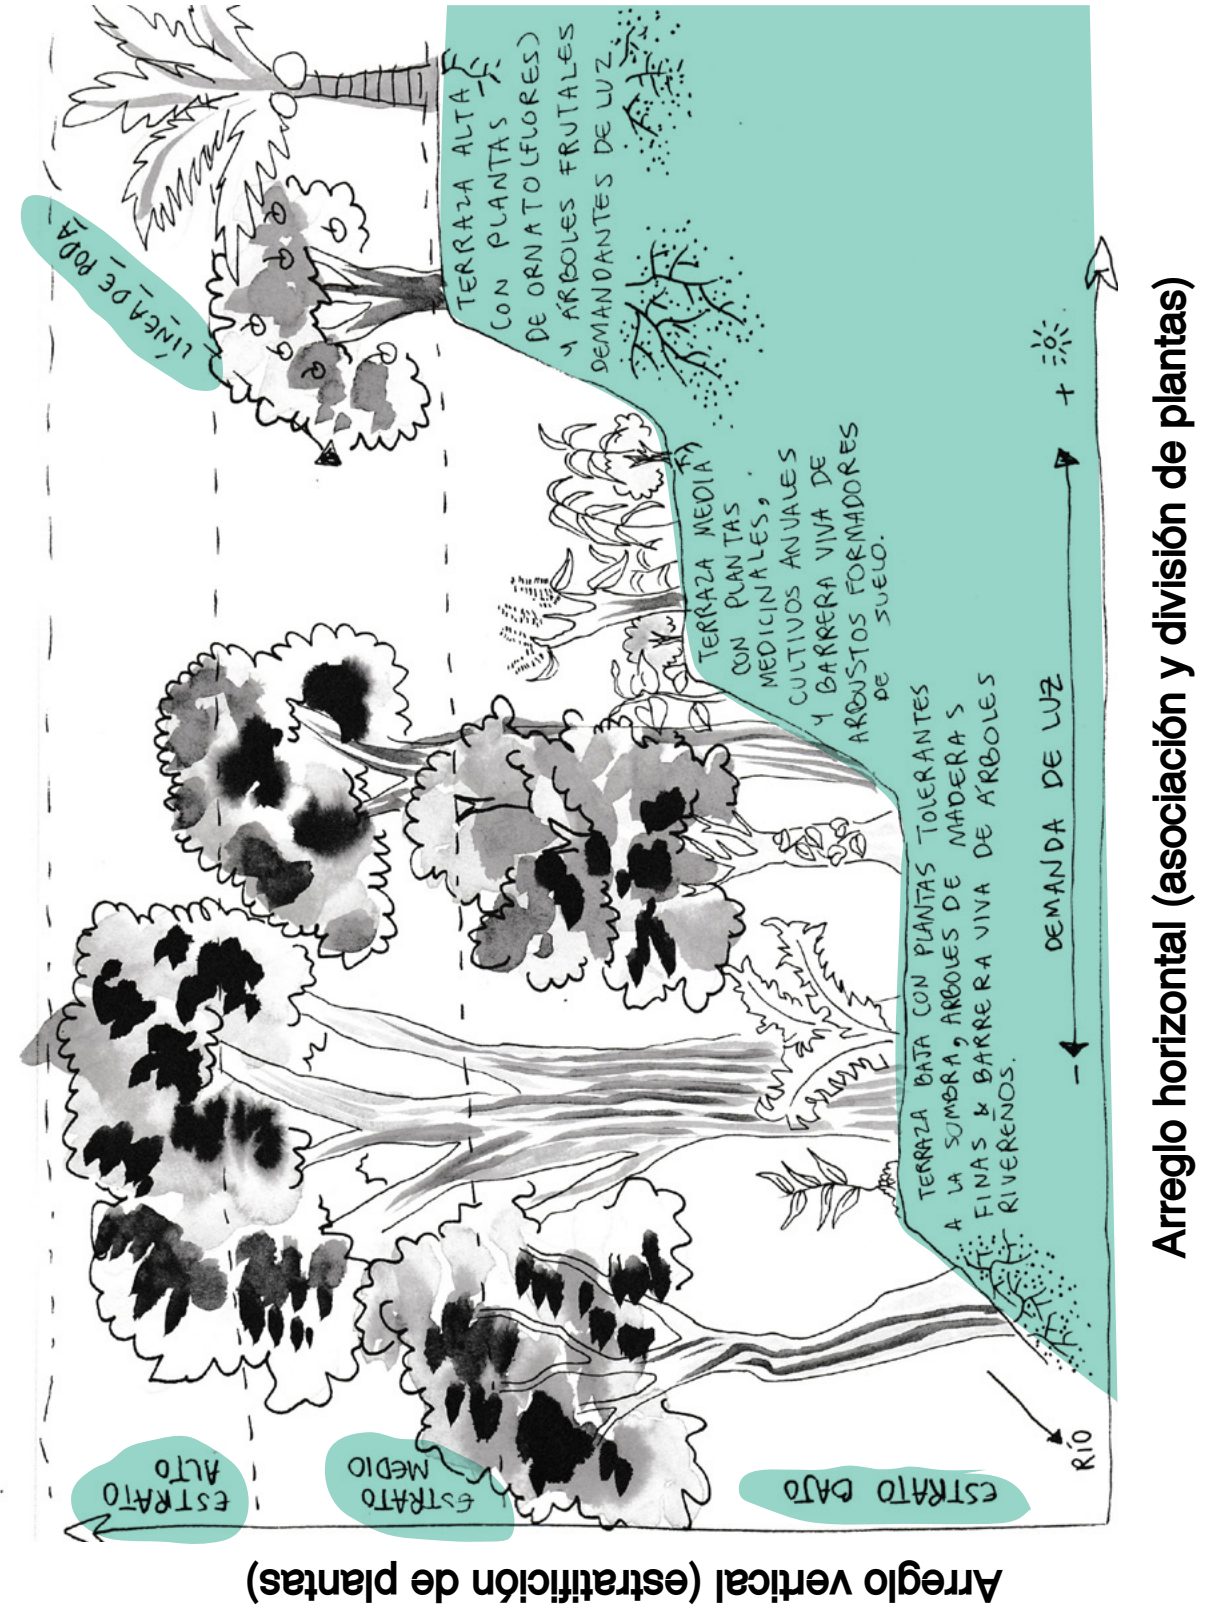 LÍNEA DE PODA
ESTRATO
ALTO
ESTRATO
MEDIO
ESTRATO BAJO
TERRAZA ALTA
CON PLANTAS
DE ORNATO (FLORES)
Y ÁRBOLES FRUTALES
DEMANDANTES DE LUZ
TERRAZA MEDIA
CON PLANTAS
MEDICINALES,
CULTIVOS ANUALES
Y BARRERA VIVA DE
ARBUSTOS FORMADORES
DE SUELO.
TERRAZA BAJA CON PLANTAS TOLERANTES
A LA SOMBRA, ARBOLES DE MADERAS
FINAS & BARRERA VIVA DE ÁRBOLES
RIVEREÑOS.
RÍO
DEMANDA DE LUZ
- +
Arreglo horizontal (asociación y división de plantas)
Arreglo vertical (estratifición de plantas)